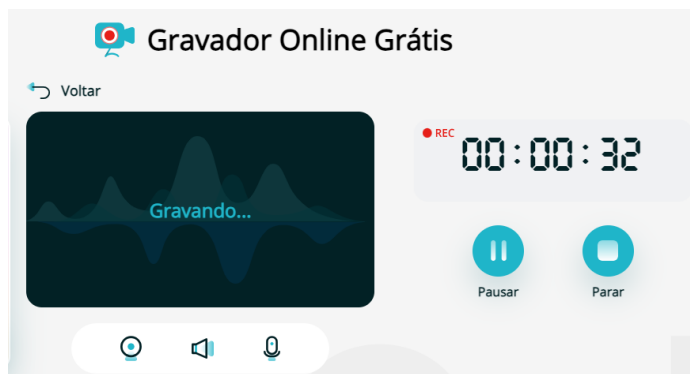 Gravador Online Grátis
Voltar
REC
00:00:32
Gravando...
Pausar
Parar